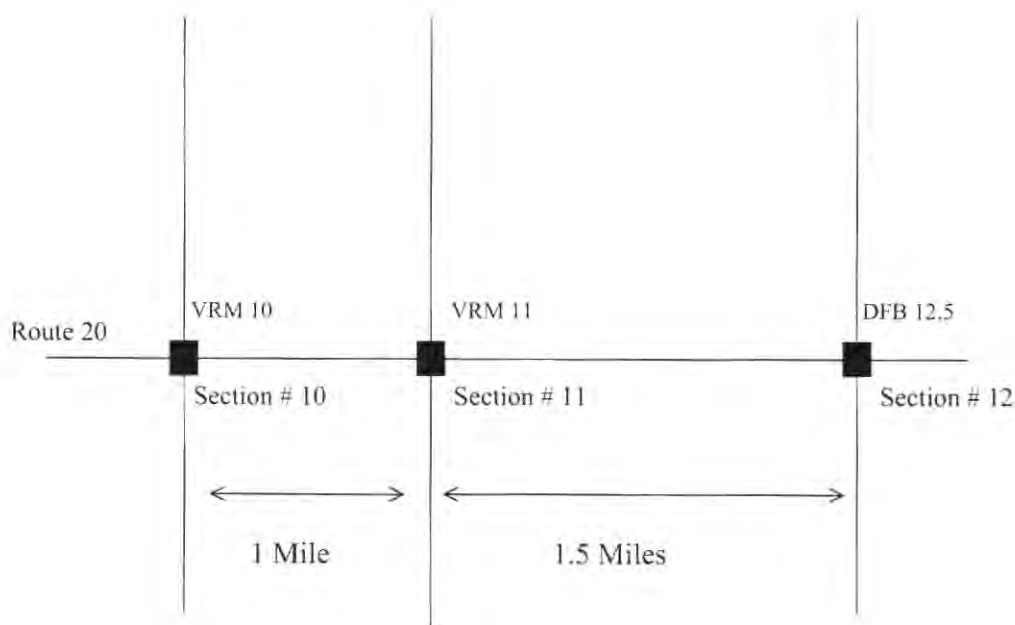 VRM 10
VRM 11
DFB 12.5
Route 20
Section # 10
Section # 11
Section # 12
1 Mile
1.5 Miles